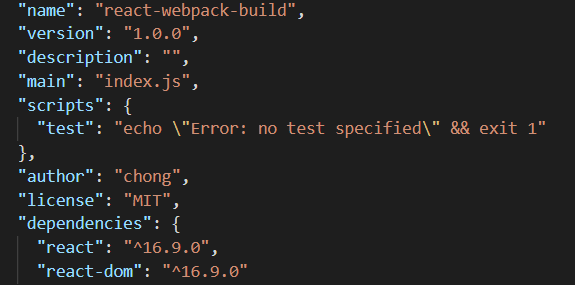 "name": "react-webpack-build",
"version": "1.0.0",
"description": "",
"main": "index.js",
"scripts": {
"test": "echo \"Error: no test specified\" && exit 1"
},
"author": "chong",
"license": "MIT",
"dependencies": {
"react": "^16.9.0",
"react-dom": "^16.9.0"